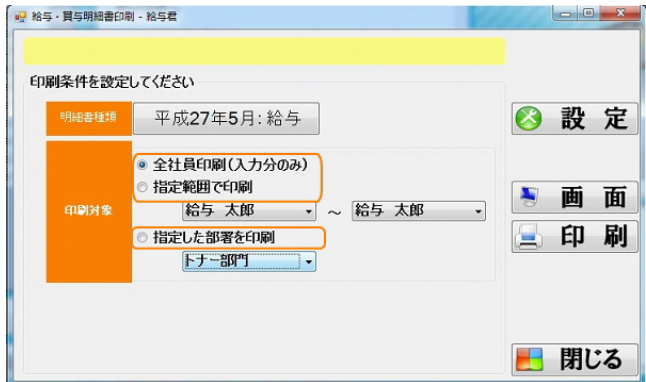 給与・賞与明細書印刷 - 給与君
印刷条件を設定してください
明細書種類
平成27年5月:給与
印刷対象
全社員印刷(入力分のみ)
指定範囲で印刷
給与 太郎 ～ 給与 太郎
指定した部署を印刷
トナー部門
設 定
画 面
印 刷
閉じる